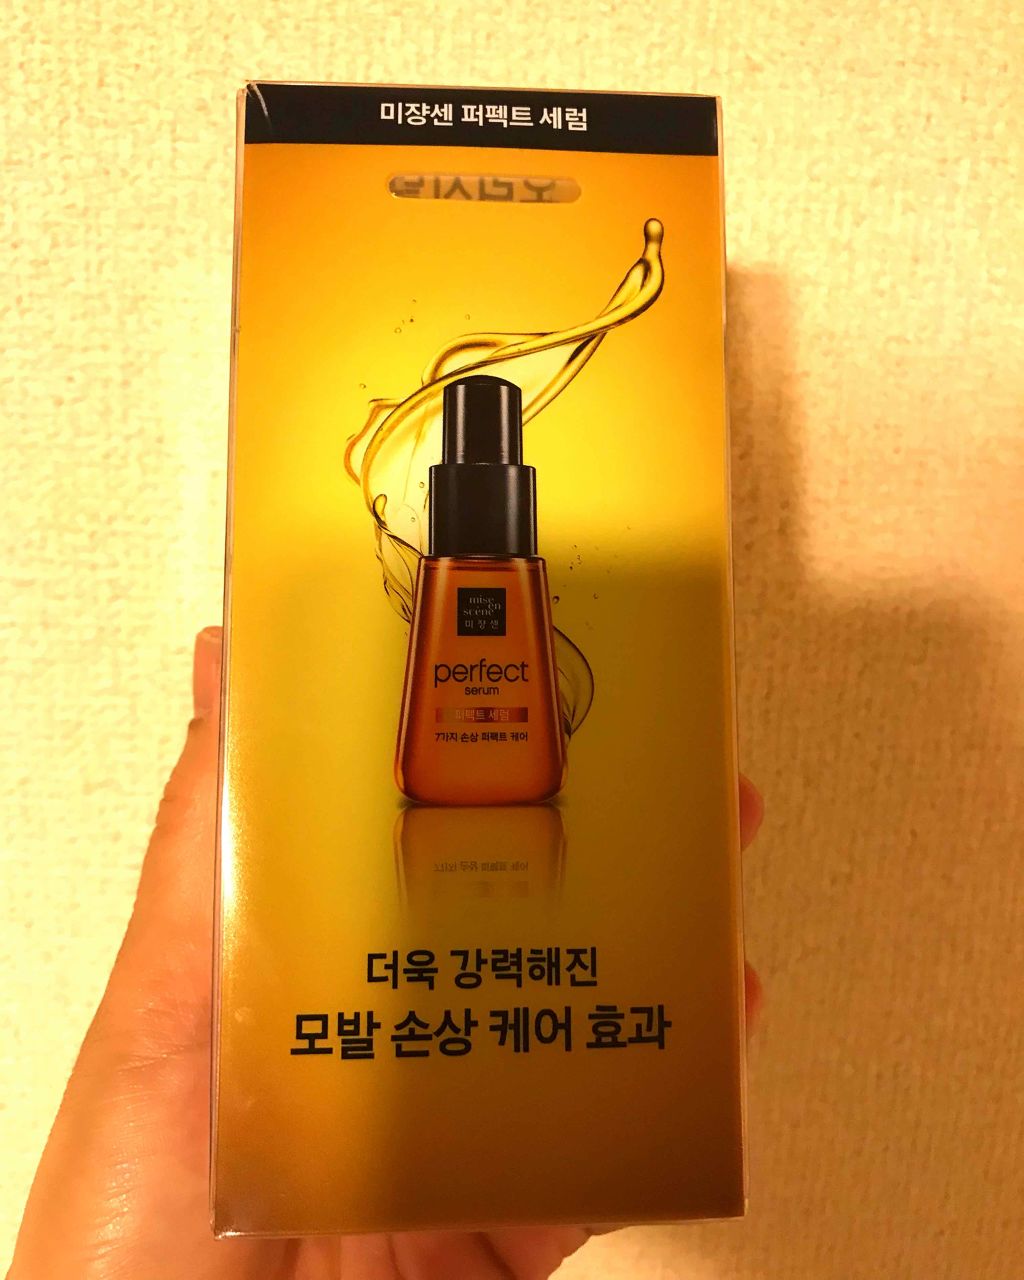 미쟝센 퍼펙트 세럼
mise
en
scène
미쟝센
perfect
serum
퍼펙트 세럼
7가지 손상 퍼펙트 케어
더욱 강력해진
모발 손상 케어 효과